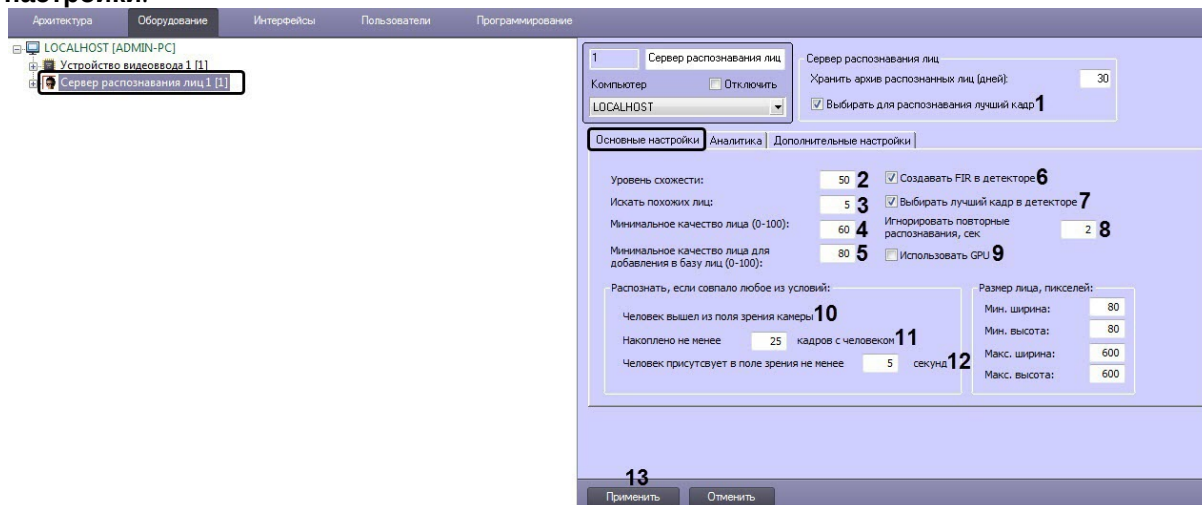 настройки.
Архитектура Оборудование Интерфейсы Пользователи Программирование
LOCALHOST [ADMIN-PC]
Устройство видеоввода 1 [1]
Сервер распознавания лиц 1 [1]
1 Сервер распознавания лиц
Компьютер Отключить
LOCALHOST
Сервер распознавания лиц
Хранить архив распознанных лиц (дней): 30
Выбирать для распознавания лучший кадр 1
Основные настройки Аналитика Дополнительные настройки
Уровень схожести: 50 2 Создавать FIR в детекторе 6
Искать похожих лиц: 5 3 Выбирать лучший кадр в детекторе 7
Минимальное качество лица (0-100): 60 4 Игнорировать повторные
распознавания, сек 2 8
Минимальное качество лица для
добавления в базу лиц (0-100): 80 5 Использовать GPU 9
Распознать, если совпало любое из условий:
Человек вышел из поля зрения камеры 10
Накоплено не менее 25 кадров с человеком 11
Человек присутсвует в поле зрения не менее 5 секунд 12
Размер лица, пикселей:
Мин. ширина: 80
Мин. высота: 80
Макс. ширина: 600
Макс. высота: 600
13
Применить Отменить